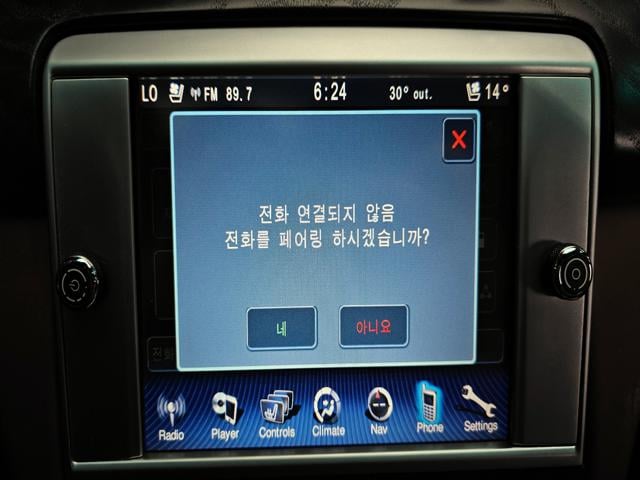 LO FM 89.7 6:24 30° out. 14°
X
전화 연결되지 않음
전화를 페어링 하시겠습니까?
네 아니요
전화
Radio Player Controls Climate Nav Phone Settings